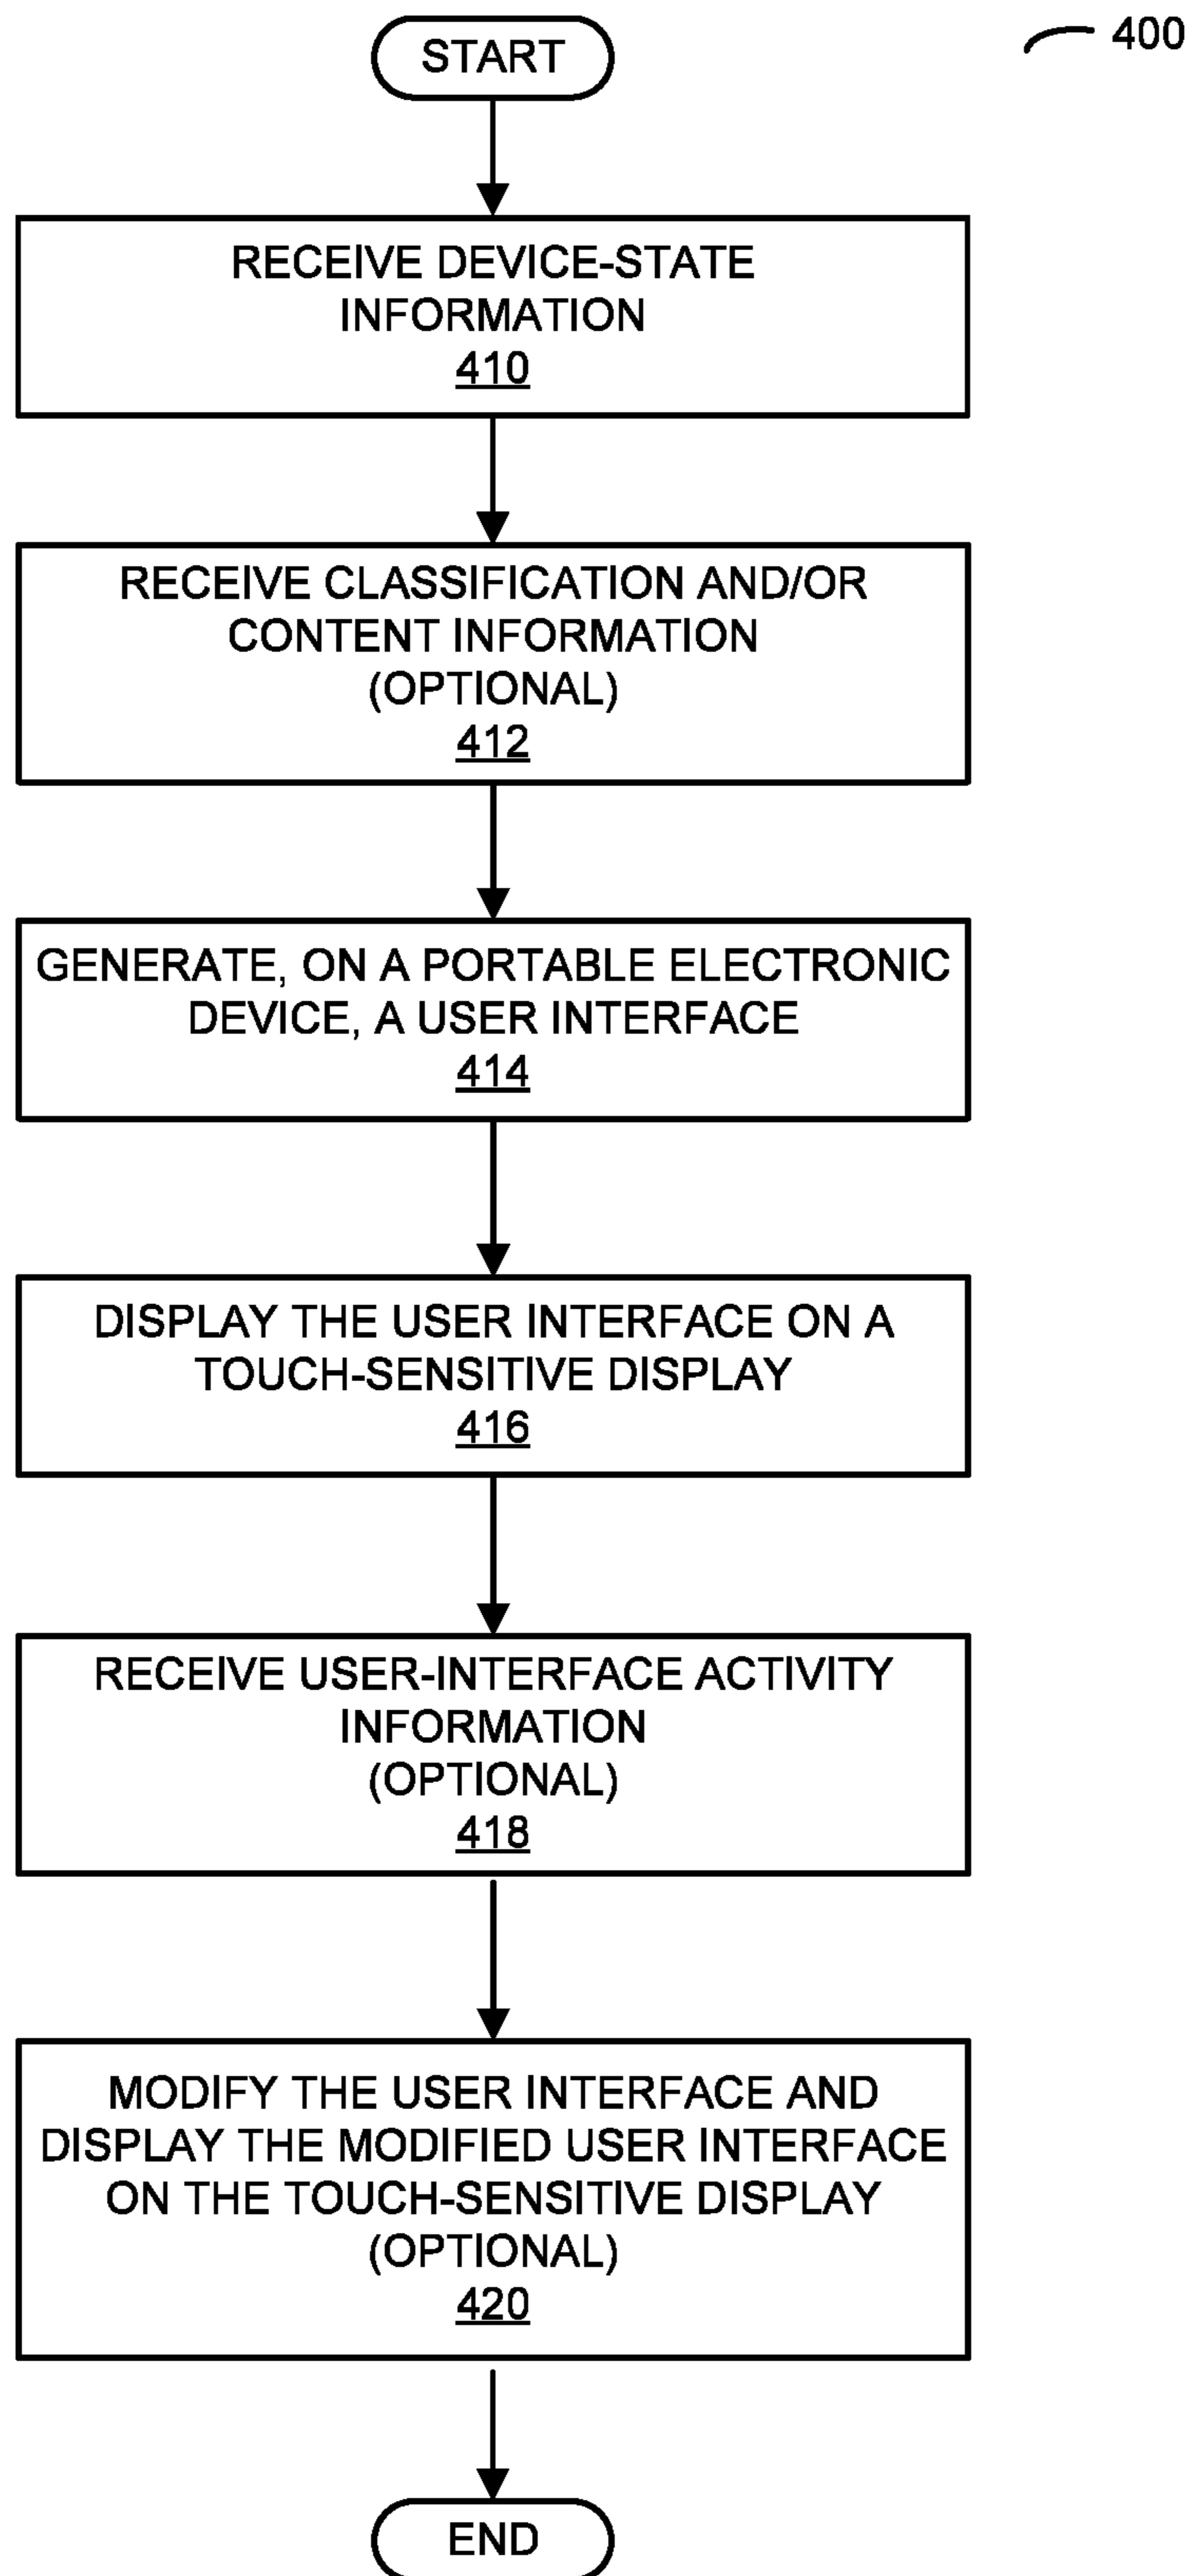 START
400
RECEIVE DEVICE-STATE
INFORMATION
410
RECEIVE CLASSIFICATION AND/OR
CONTENT INFORMATION
(OPTIONAL)
412
GENERATE, ON A PORTABLE ELECTRONIC
DEVICE, A USER INTERFACE
414
DISPLAY THE USER INTERFACE ON A
TOUCH-SENSITIVE DISPLAY
416
RECEIVE USER-INTERFACE ACTIVITY
INFORMATION
(OPTIONAL)
418
MODIFY THE USER INTERFACE AND
DISPLAY THE MODIFIED USER INTERFACE
ON THE TOUCH-SENSITIVE DISPLAY
(OPTIONAL)
420
END